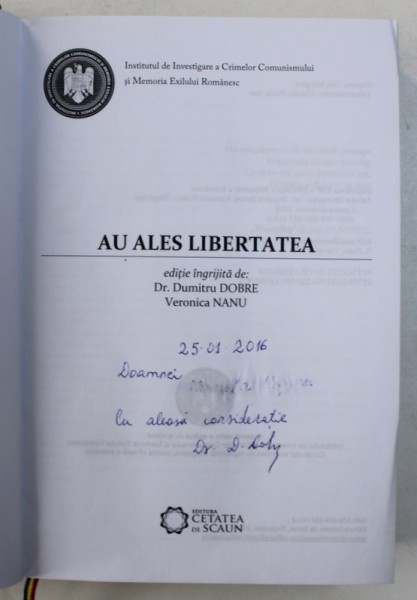 Institutul de Investigare a Crimelor Comunismului
și Memoria Exilului Românesc
AU ALES LIBERTATEA
ediție îngrijită de:
Dr. Dumitru DOBRE
Veronica NANU
25·01·2016
Doamnei
Cu aleasă considerație
Dr. D.
EDITURA
CETATEA
DE SCAUN